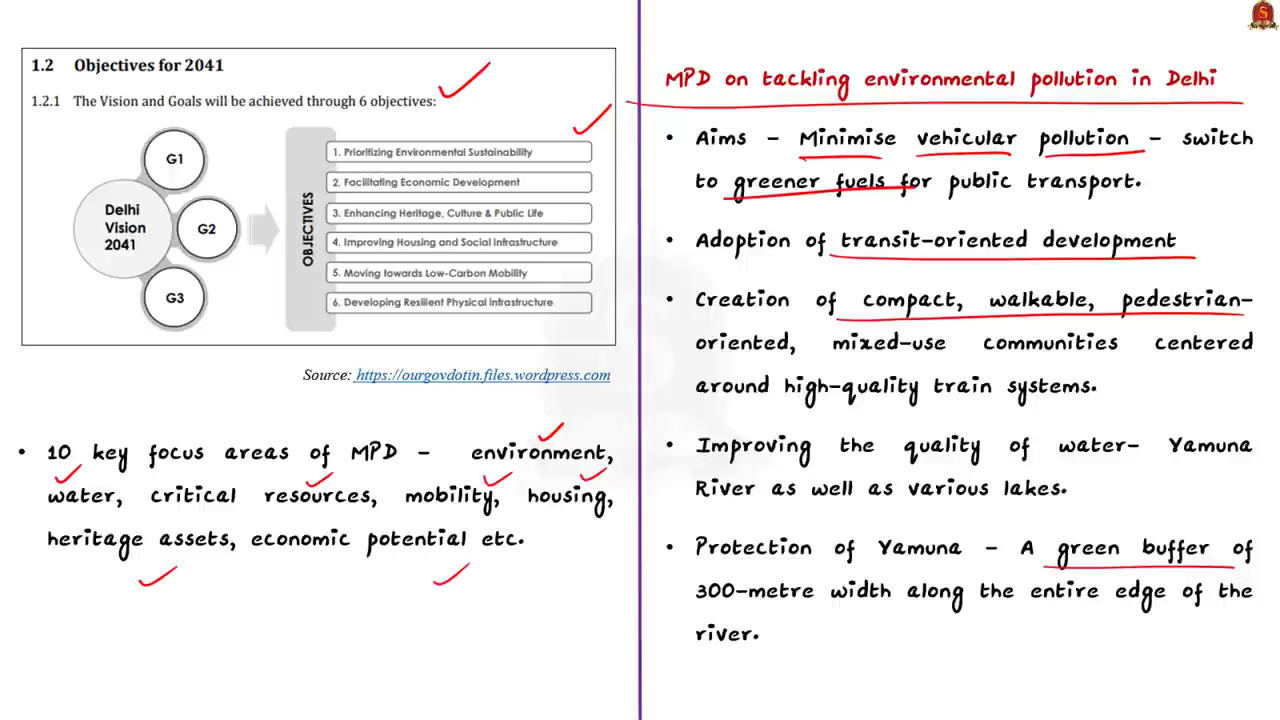 1.2 Objectives for 2041
1.2.1 The Vision and Goals will be achieved through 6 objectives:
G1
Delhi
Vision
2041
G2
G3
OBJECTIVES
1. Prioritizing Environmental Sustainability
2. Facilitating Economic Development
3. Enhancing Heritage, Culture & Public Life
4. Improving Housing and Social Infrastructure
5. Moving towards Low-Carbon Mobility
6. Developing Resilient Physical Infrastructure
Source: https://ourgovdotin.files.wordpress.com
• 10 key focus areas of MPD - environment,
water, critical resources, mobility, housing,
heritage assets, economic potential etc.
MPD on tackling environmental pollution in Delhi
• Aims - Minimise vehicular pollution - switch
to greener fuels for public transport.
• Adoption of transit-oriented development
• Creation of compact, walkable, pedestrian-
oriented, mixed-use communities centered
around high-quality train systems.
• Improving the quality of water- Yamuna
River as well as various lakes.
• Protection of Yamuna - A green buffer of
300-metre width along the entire edge of the
river.